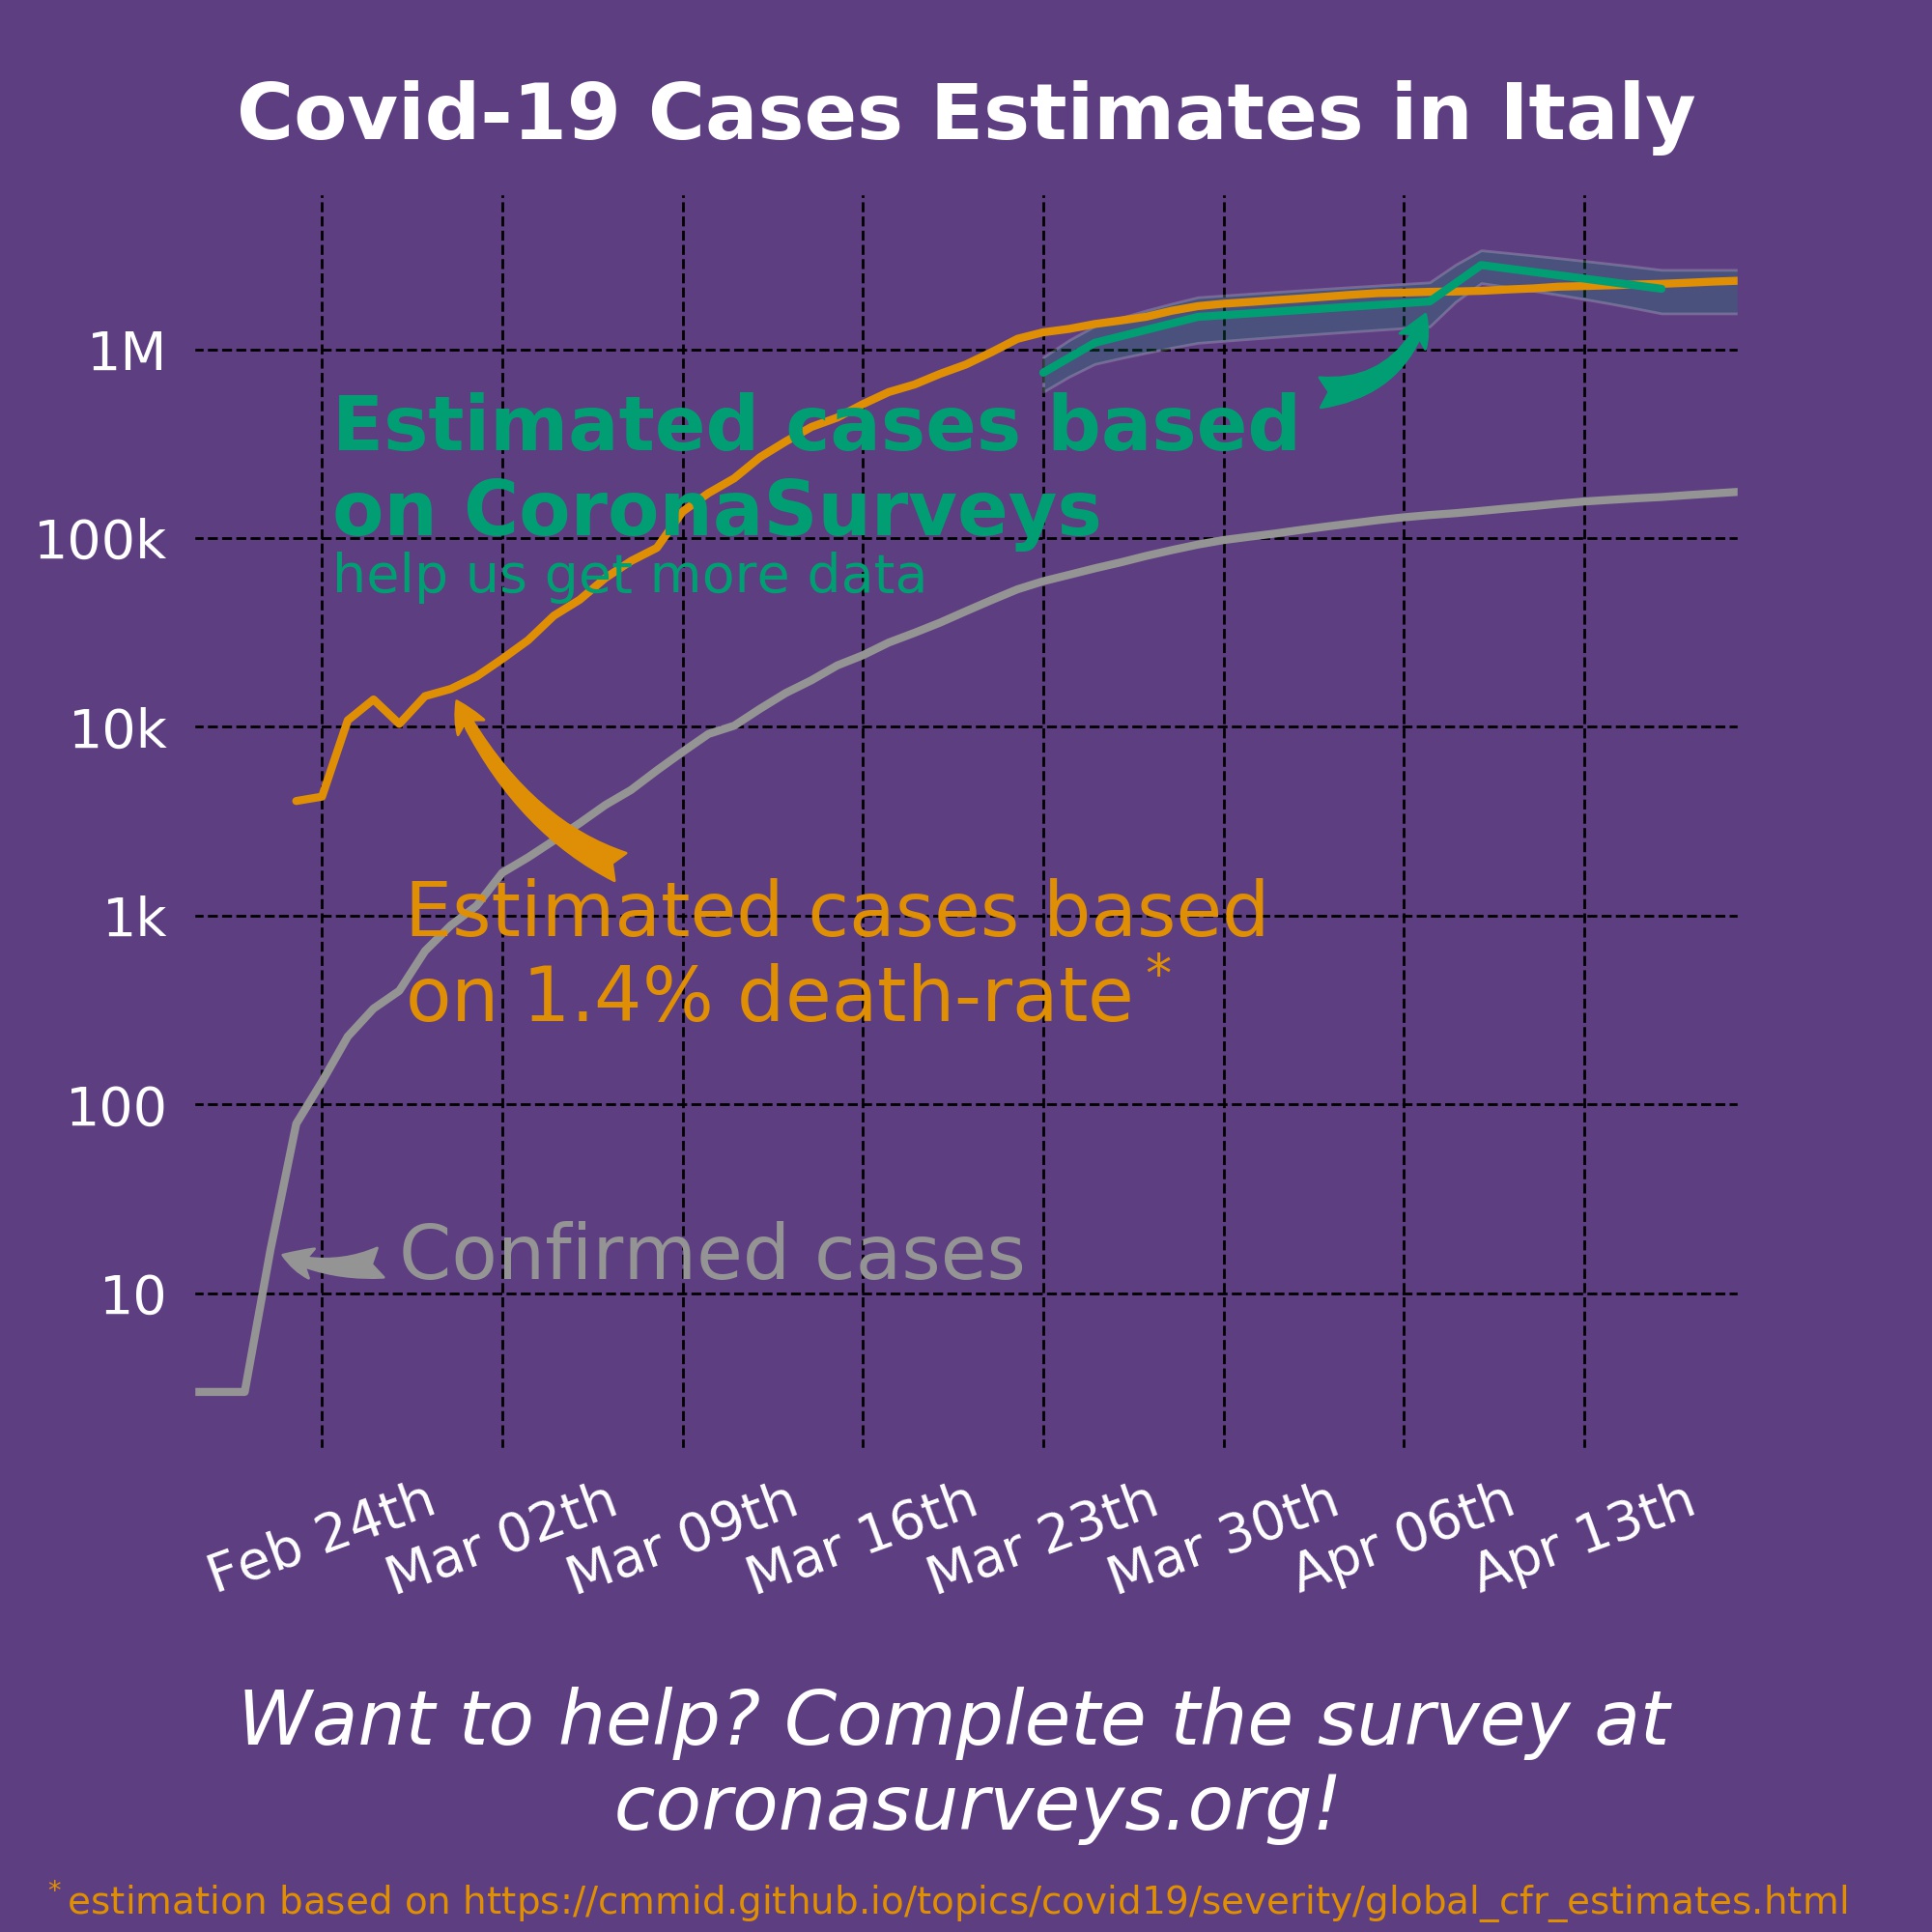 Covid-19 Cases Estimates in Italy
1M
Estimated cases based
on CoronaSurveys
100k
help us get more data
10k
Estimated cases based
1k
on 1.4% death-rate*
100
Confirmed cases
10
Feb 24th
Mar 02th
Mar 09th
Mar 16th
Mar 23th
Mar 30th
Apr 06th
Apr 13th
Want to help? Complete the survey at
coronasurveys.org!
*estimation based on https://cmmid.github.io/topics/covid19/severity/global_cfr_estimates.html